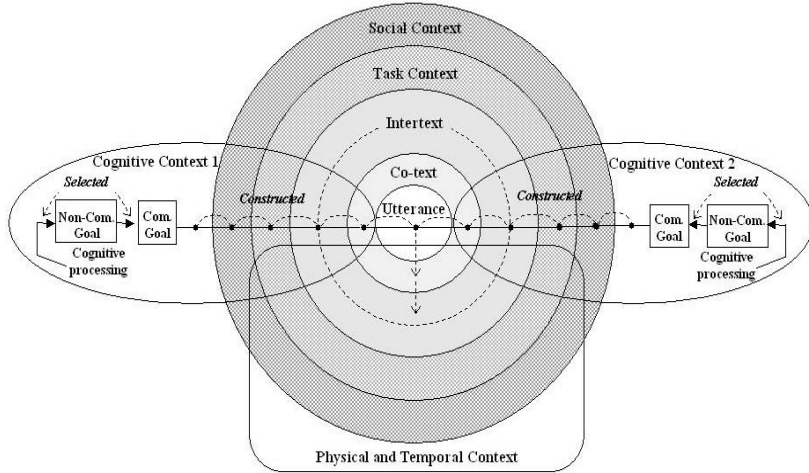 Social Context
Task Context
Intertext
Cognitive Context 1
Cognitive Context 2
Co-text
Selected
Constructed
Constructed
Selected
Utterance
Non-Com.
Goal
Com.
Goal
Com.
Goal
Non-Com.
Goal
Cognitive
processing
Cognitive
processing
Physical and Temporal Context